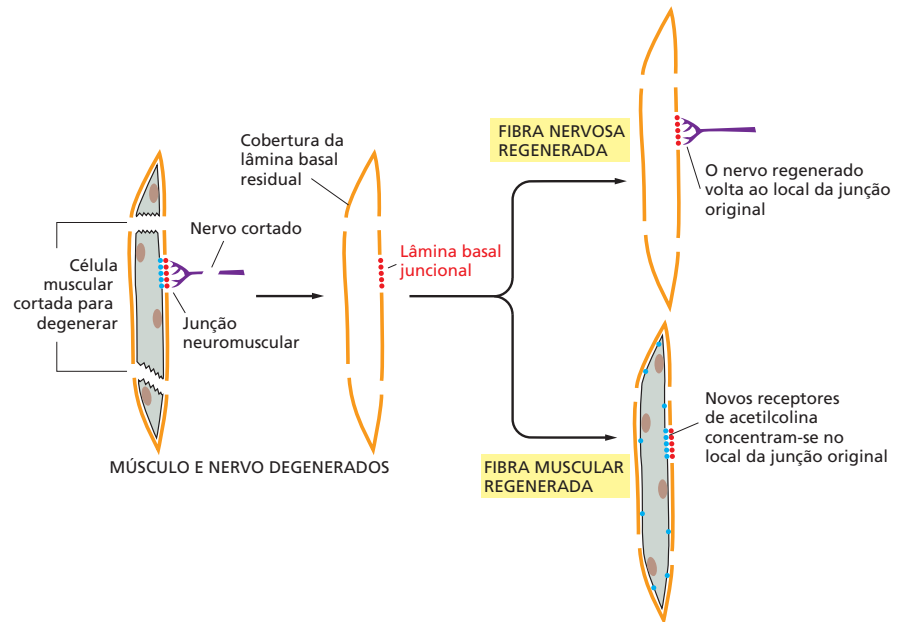 Cobertura da
lâmina basal
residual
Nervo cortado
Célula
muscular
cortada para
degenerar
Junção
neuromuscular
MÚSCULO E NERVO DEGENERADOS
Lâmina basal
juncional
FIBRA NERVOSA
REGENERADA
O nervo regenerado
volta ao local da junção
original
FIBRA MUSCULAR
REGENERADA
Novos receptores
de acetilcolina
concentram-se no
local da junção original